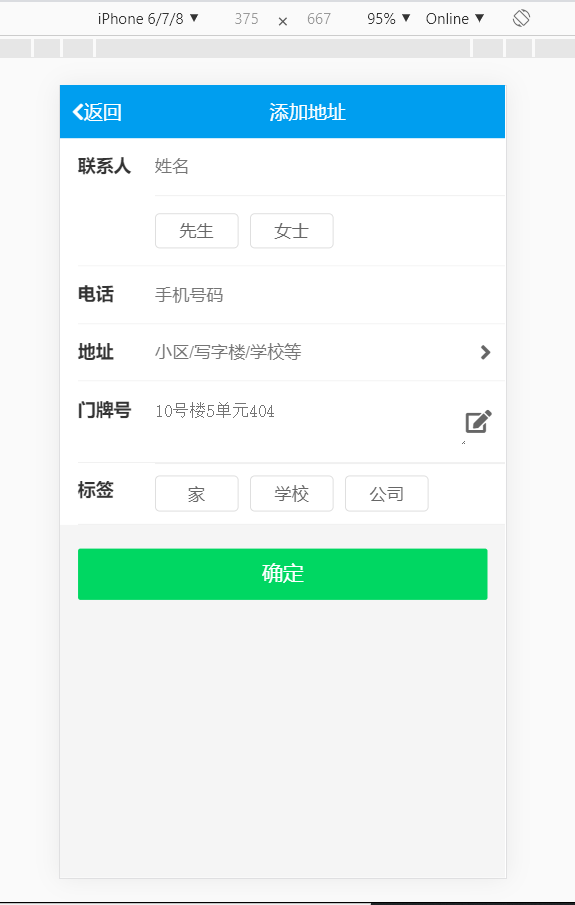 iPhone 6/7/8 ▼ 375 × 667 95% ▼ Online ▼
返回 添加地址
联系人 姓名
先生 女士
电话 手机号码
地址 小区/写字楼/学校等
门牌号 10号楼5单元404
标签 家 学校 公司
确定